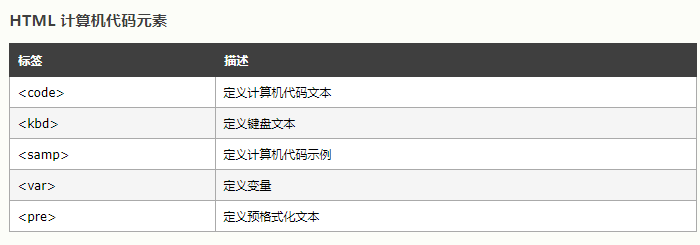 HTML 计算机代码元素
标签 描述
<code> 定义计算机代码文本
<kbd> 定义键盘文本
<samp> 定义计算机代码示例
<var> 定义变量
<pre> 定义预格式化文本